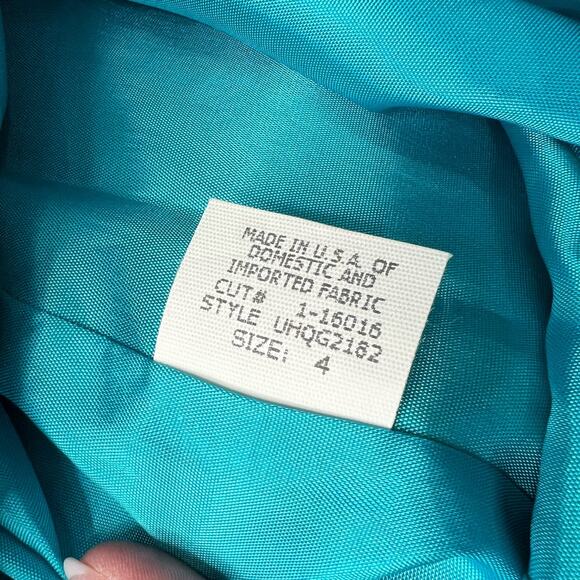 MADE IN U.S.A. OF
DOMESTIC AND
IMPORTED FABRIC
CUT# 1-16016
STYLE UHQG2182
SIZE: 4